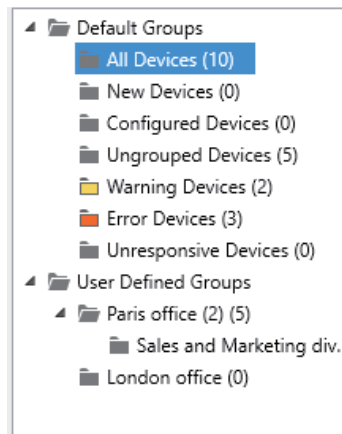 Default Groups
All Devices (10)
New Devices (0)
Configured Devices (0)
Ungrouped Devices (5)
Warning Devices (2)
Error Devices (3)
Unresponsive Devices (0)
User Defined Groups
Paris office (2) (5)
Sales and Marketing div.
London office (0)